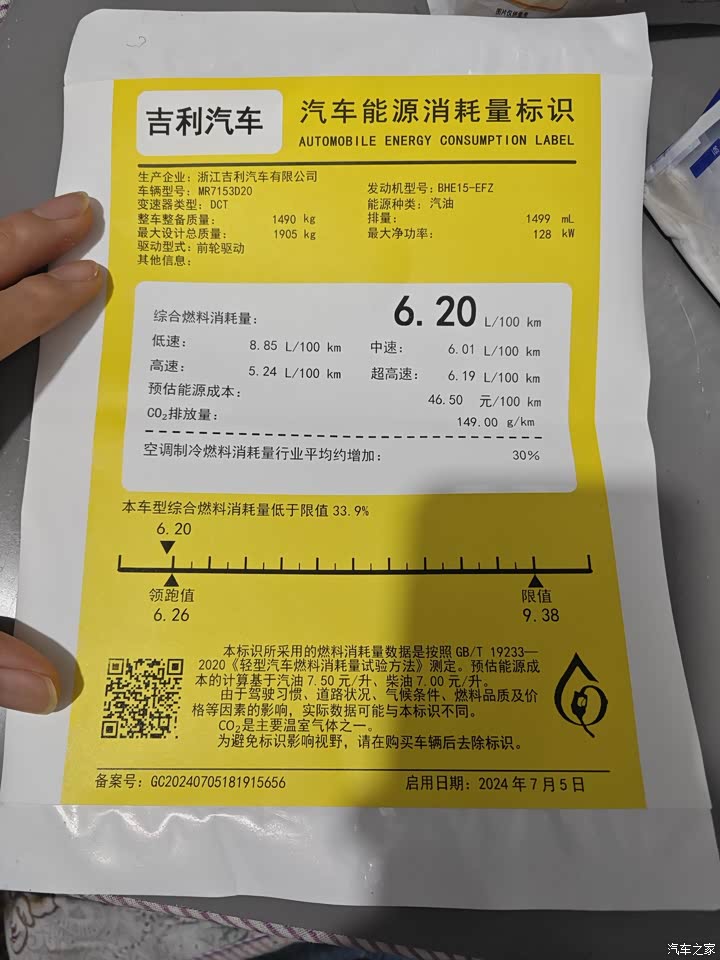 图片仅供参考
吉利汽车
汽车能源消耗量标识
AUTOMOBILE ENERGY CONSUMPTION LABEL
生产企业：浙江吉利汽车有限公司
车辆型号：MR7153D20 发动机型号：BHE15-EFZ
变速器类型：DCT 能源种类：汽油
整车整备质量： 1490 kg 排量： 1499 mL
最大设计总质量： 1905 kg 最大净功率： 128 kW
驱动型式：前轮驱动
其他信息：
综合燃料消耗量： 6.20 L/100 km
低速： 8.85 L/100 km 中速： 6.01 L/100 km
高速： 5.24 L/100 km 超高速： 6.19 L/100 km
预估能源成本： 46.50 元/100 km
CO₂排放量： 149.00 g/km
空调制冷燃料消耗量行业平均约增加： 30%
本车型综合燃料消耗量低于限值 33.9%
6.20
领跑值 限值
6.26 9.38
本标识所采用的燃料消耗量数据是按照 GB/T 19233—
2020《轻型汽车燃料消耗量试验方法》测定。预估能源成
本的计算基于汽油 7.50 元/升、柴油 7.00 元/升。
由于驾驶习惯、道路状况、气候条件、燃料品质及价
格等因素的影响，实际数据可能与本标识不同。
CO₂是主要温室气体之一。
为避免标识影响视野，请在购买车辆后去除标识。
备案号：GC20240705181915656 启用日期：2024 年 7 月 5 日
汽车之家